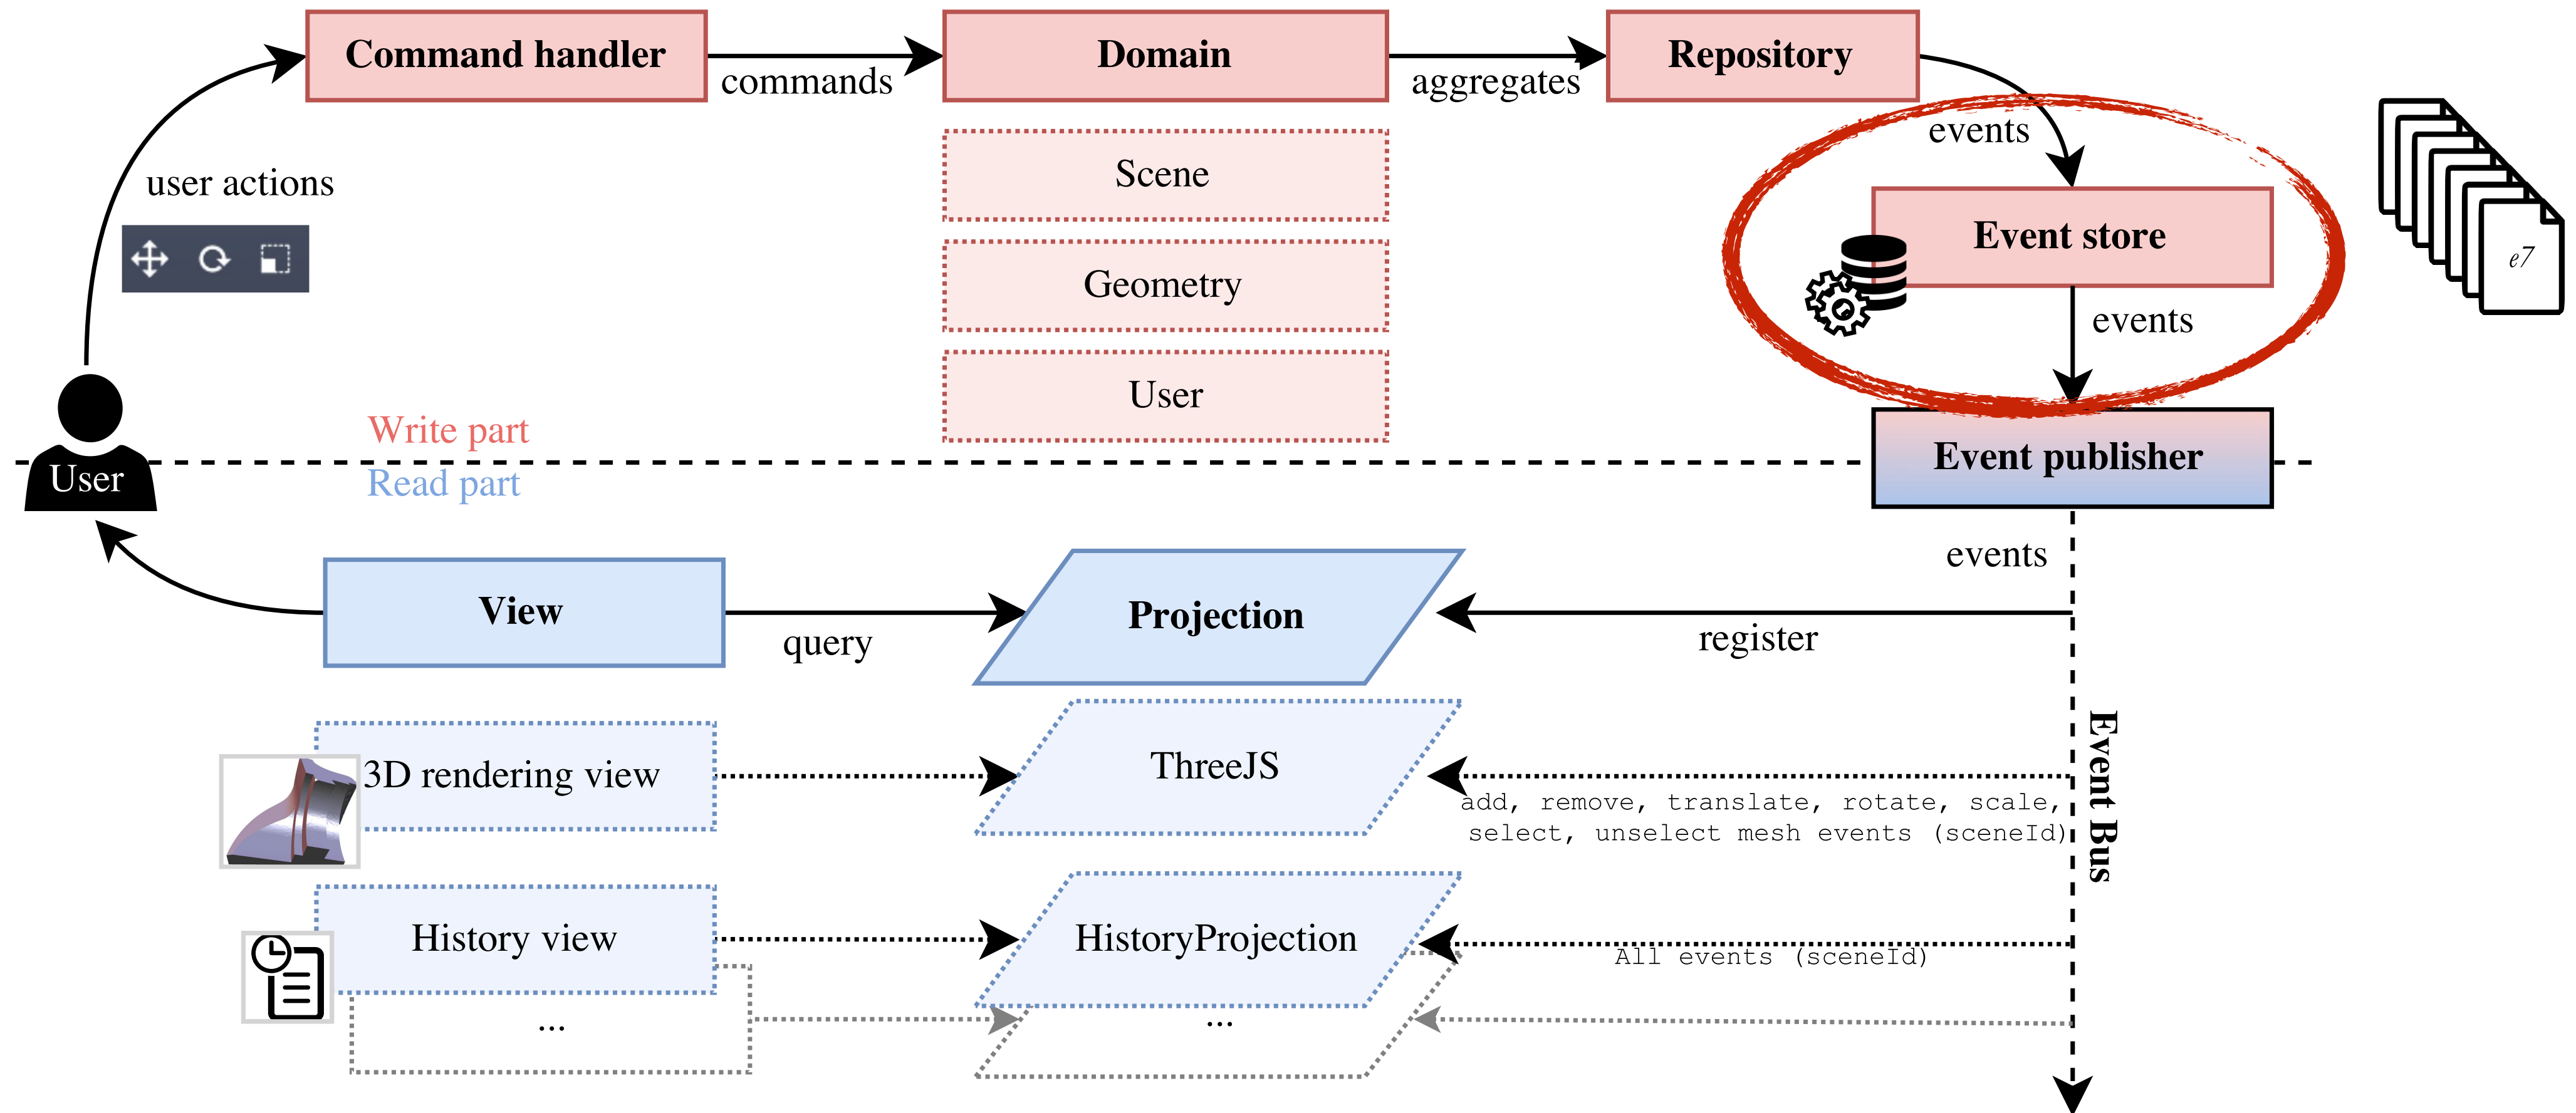 Command handler
commands
Domain
aggregates
Repository
events
user actions
Scene
Geometry
User
Event store
e7
events
Write part
Read part
User
Event publisher
events
View
query
Projection
register
Event Bus
3D rendering view
ThreeJS
add, remove, translate, rotate, scale,
select, unselect mesh events (sceneId)
History view
HistoryProjection
All events (sceneId)
...
...